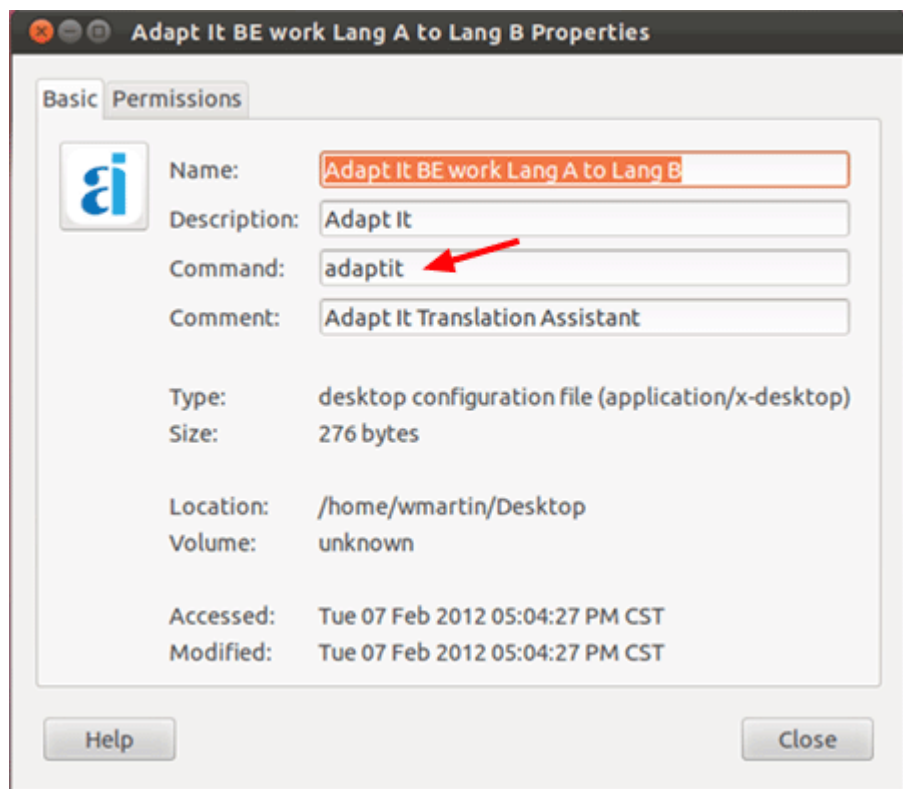 Adapt It BE work Lang A to Lang B Properties
Basic Permissions
ai
Name: Adapt It BE work Lang A to Lang B
Description: Adapt It
Command: adaptit
Comment: Adapt It Translation Assistant
Type: desktop configuration file (application/x-desktop)
Size: 276 bytes
Location: /home/wmartin/Desktop
Volume: unknown
Accessed: Tue 07 Feb 2012 05:04:27 PM CST
Modified: Tue 07 Feb 2012 05:04:27 PM CST
Help Close